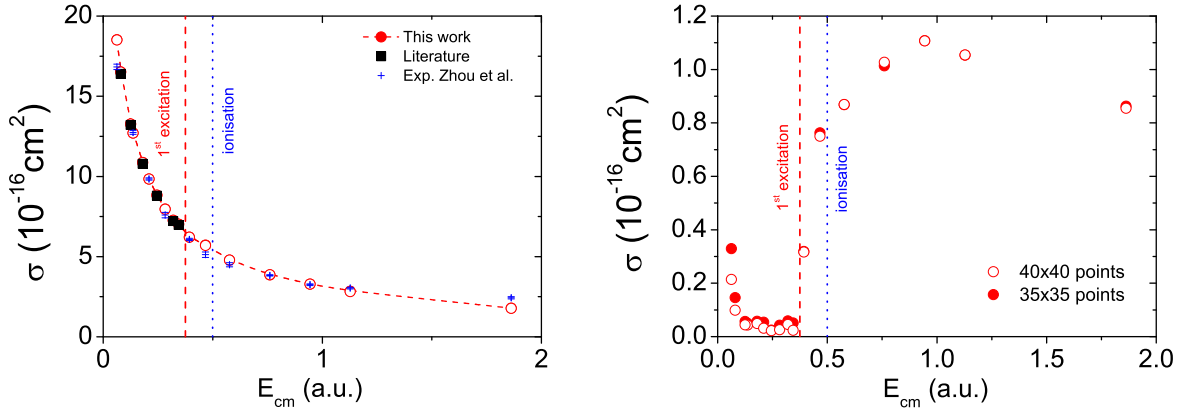 20
15
10
5
0
0
1
2
σ (10⁻¹⁶cm²)
E_cm (a.u.)
This work
Literature
Exp. Zhou et al.
1ˢᵗ excitation
ionisation
1.2
1.0
0.8
0.6
0.4
0.2
0.0
0.0
0.5
1.0
1.5
2.0
σ (10⁻¹⁶cm²)
E_cm (a.u.)
1ˢᵗ excitation
ionisation
40x40 points
35x35 points